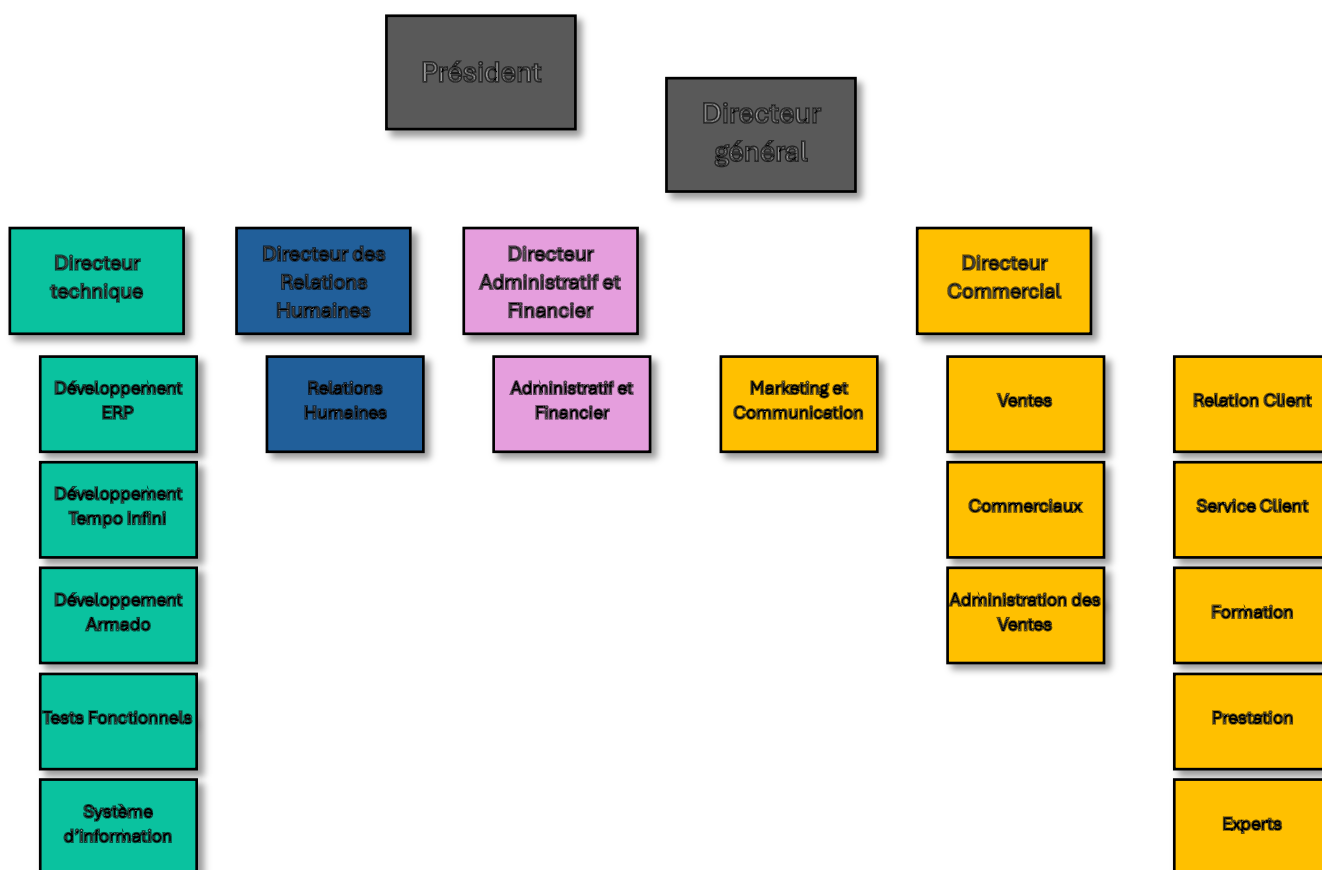 Président
Directeur
général
Directeur
technique
Directeur des
Relations
Humaines
Directeur
Administratif et
Financier
Directeur
Commercial
Développement
ERP
Relations
Humaines
Administratif et
Financier
Marketing et
Communication
Ventes
Relation Client
Développement
Tempo Infini
Commerciaux
Service Client
Développement
Armado
Administration des
Ventes
Formation
Tests Fonctionnels
Prestation
Système
d'information
Experts